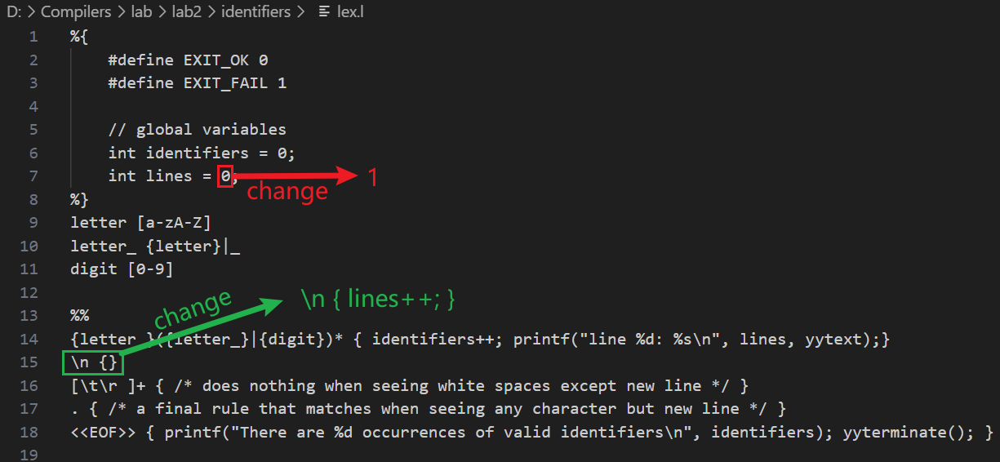 D: > Compilers > lab > lab2 > identifiers > lex.l
1 %{
2 #define EXIT_OK 0
3 #define EXIT_FAIL 1
4
5 // global variables
6 int identifiers = 0;
7 int lines = 0; 1
change
8 %}
9 letter [a-zA-Z]
10 letter_ {letter}|_
11 digit [0-9]
12
change \n { lines++; }
13 %%
14 {letter_}({letter_}|{digit})* { identifiers++; printf("line %d: %s\n", lines, yytext);}
15 \n {}
16 [\t\r ]+ { /* does nothing when seeing white spaces except new line */ }
17 . { /* a final rule that matches when seeing any character but new line */ }
18 <<EOF>> { printf("There are %d occurrences of valid identifiers\n", identifiers); yyterminate(); }
19